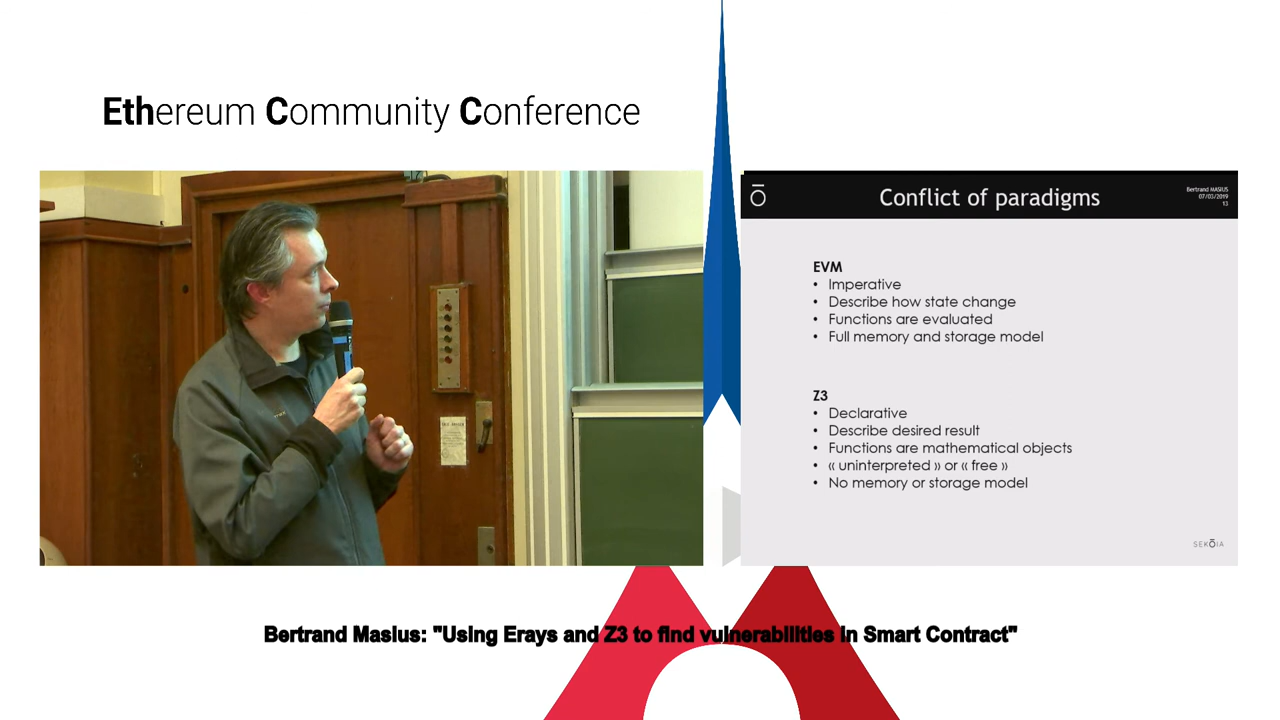 Ethereum Community Conference
Conflict of paradigms
Bertrand MASIUS
07/03/2019
13
EVM
• Imperative
• Describe how state change
• Functions are evaluated
• Full memory and storage model
Z3
• Declarative
• Describe desired result
• Functions are mathematical objects
• « uninterpreted » or « free »
• No memory or storage model
SEKŌIA
Bertrand Masius: "Using Erays and Z3 to find vulnerabilities in Smart Contract"